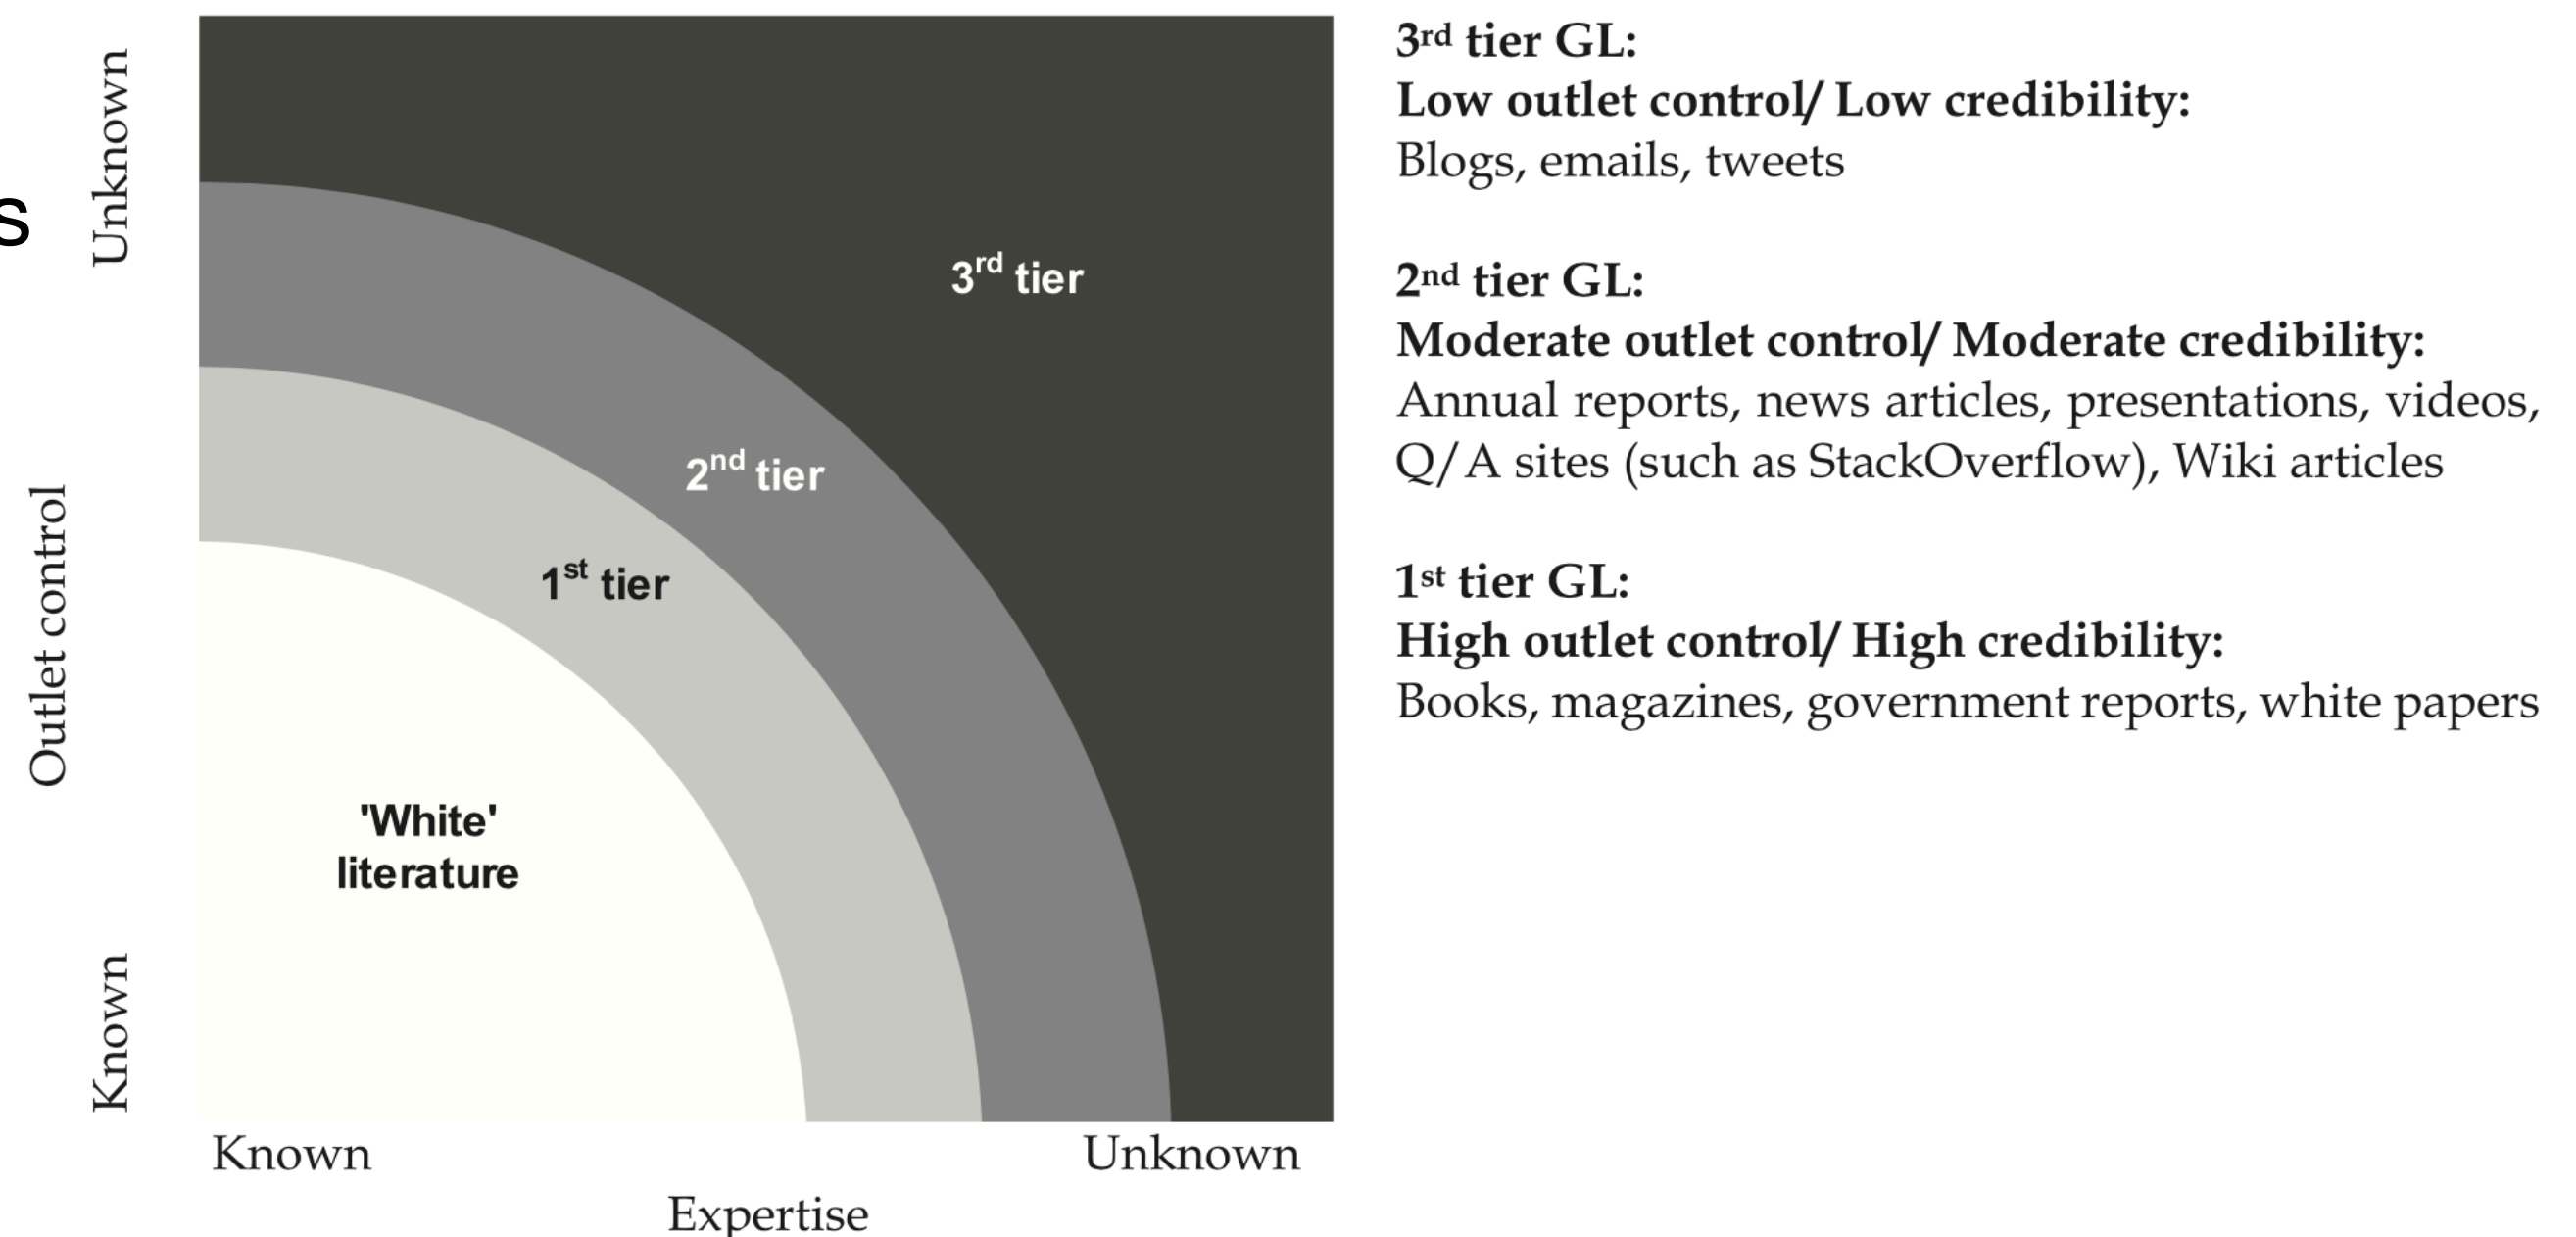 s
Unknown
Outlet control
Known
3rd tier
2nd tier
1st tier
'White'
literature
Known
Unknown
Expertise
3rd tier GL:
Low outlet control/ Low credibility:
Blogs, emails, tweets
2nd tier GL:
Moderate outlet control/ Moderate credibility:
Annual reports, news articles, presentations, videos,
Q/A sites (such as StackOverflow), Wiki articles
1st tier GL:
High outlet control/ High credibility:
Books, magazines, government reports, white papers